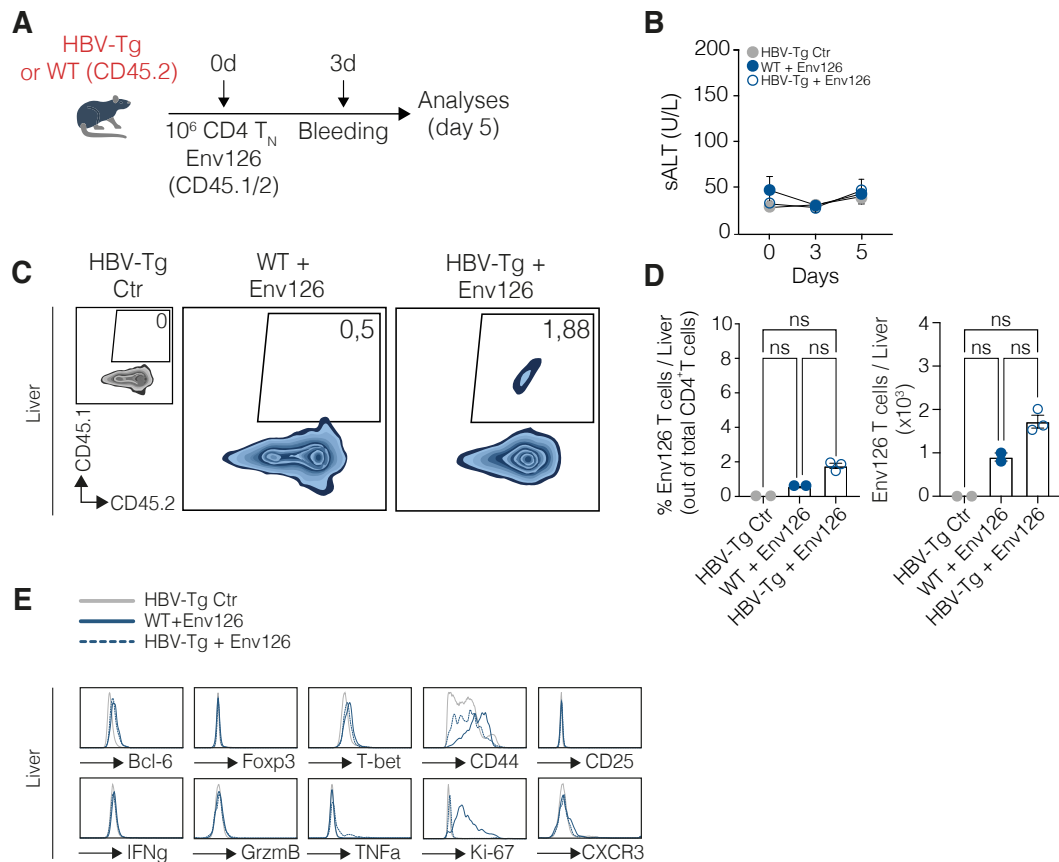 A
HBV-Tg
or WT (CD45.2)
0d
3d
10⁶ CD4 T_N
Env126
(CD45.1/2)
Bleeding
Analyses
(day 5)
B
HBV-Tg Ctr
WT + Env126
HBV-Tg + Env126
sALT (U/L)
200
150
100
50
0
0 3 5
Days
C
HBV-Tg
Ctr
WT +
Env126
HBV-Tg +
Env126
Liver
0
0,5
1,88
CD45.1
CD45.2
D
% Env126 T cells / Liver
(out of total CD4⁺T cells)
10
8
6
4
2
0
ns
ns ns
HBV-Tg Ctr
WT + Env126
HBV-Tg + Env126
Env126 T cells / Liver
(x10³)
4
3
2
1
0
ns
ns ns
HBV-Tg Ctr
WT + Env126
HBV-Tg + Env126
E
HBV-Tg Ctr
WT+Env126
HBV-Tg + Env126
Liver
Bcl-6 Foxp3 T-bet CD44 CD25
IFNg GrzmB TNFa Ki-67 CXCR3